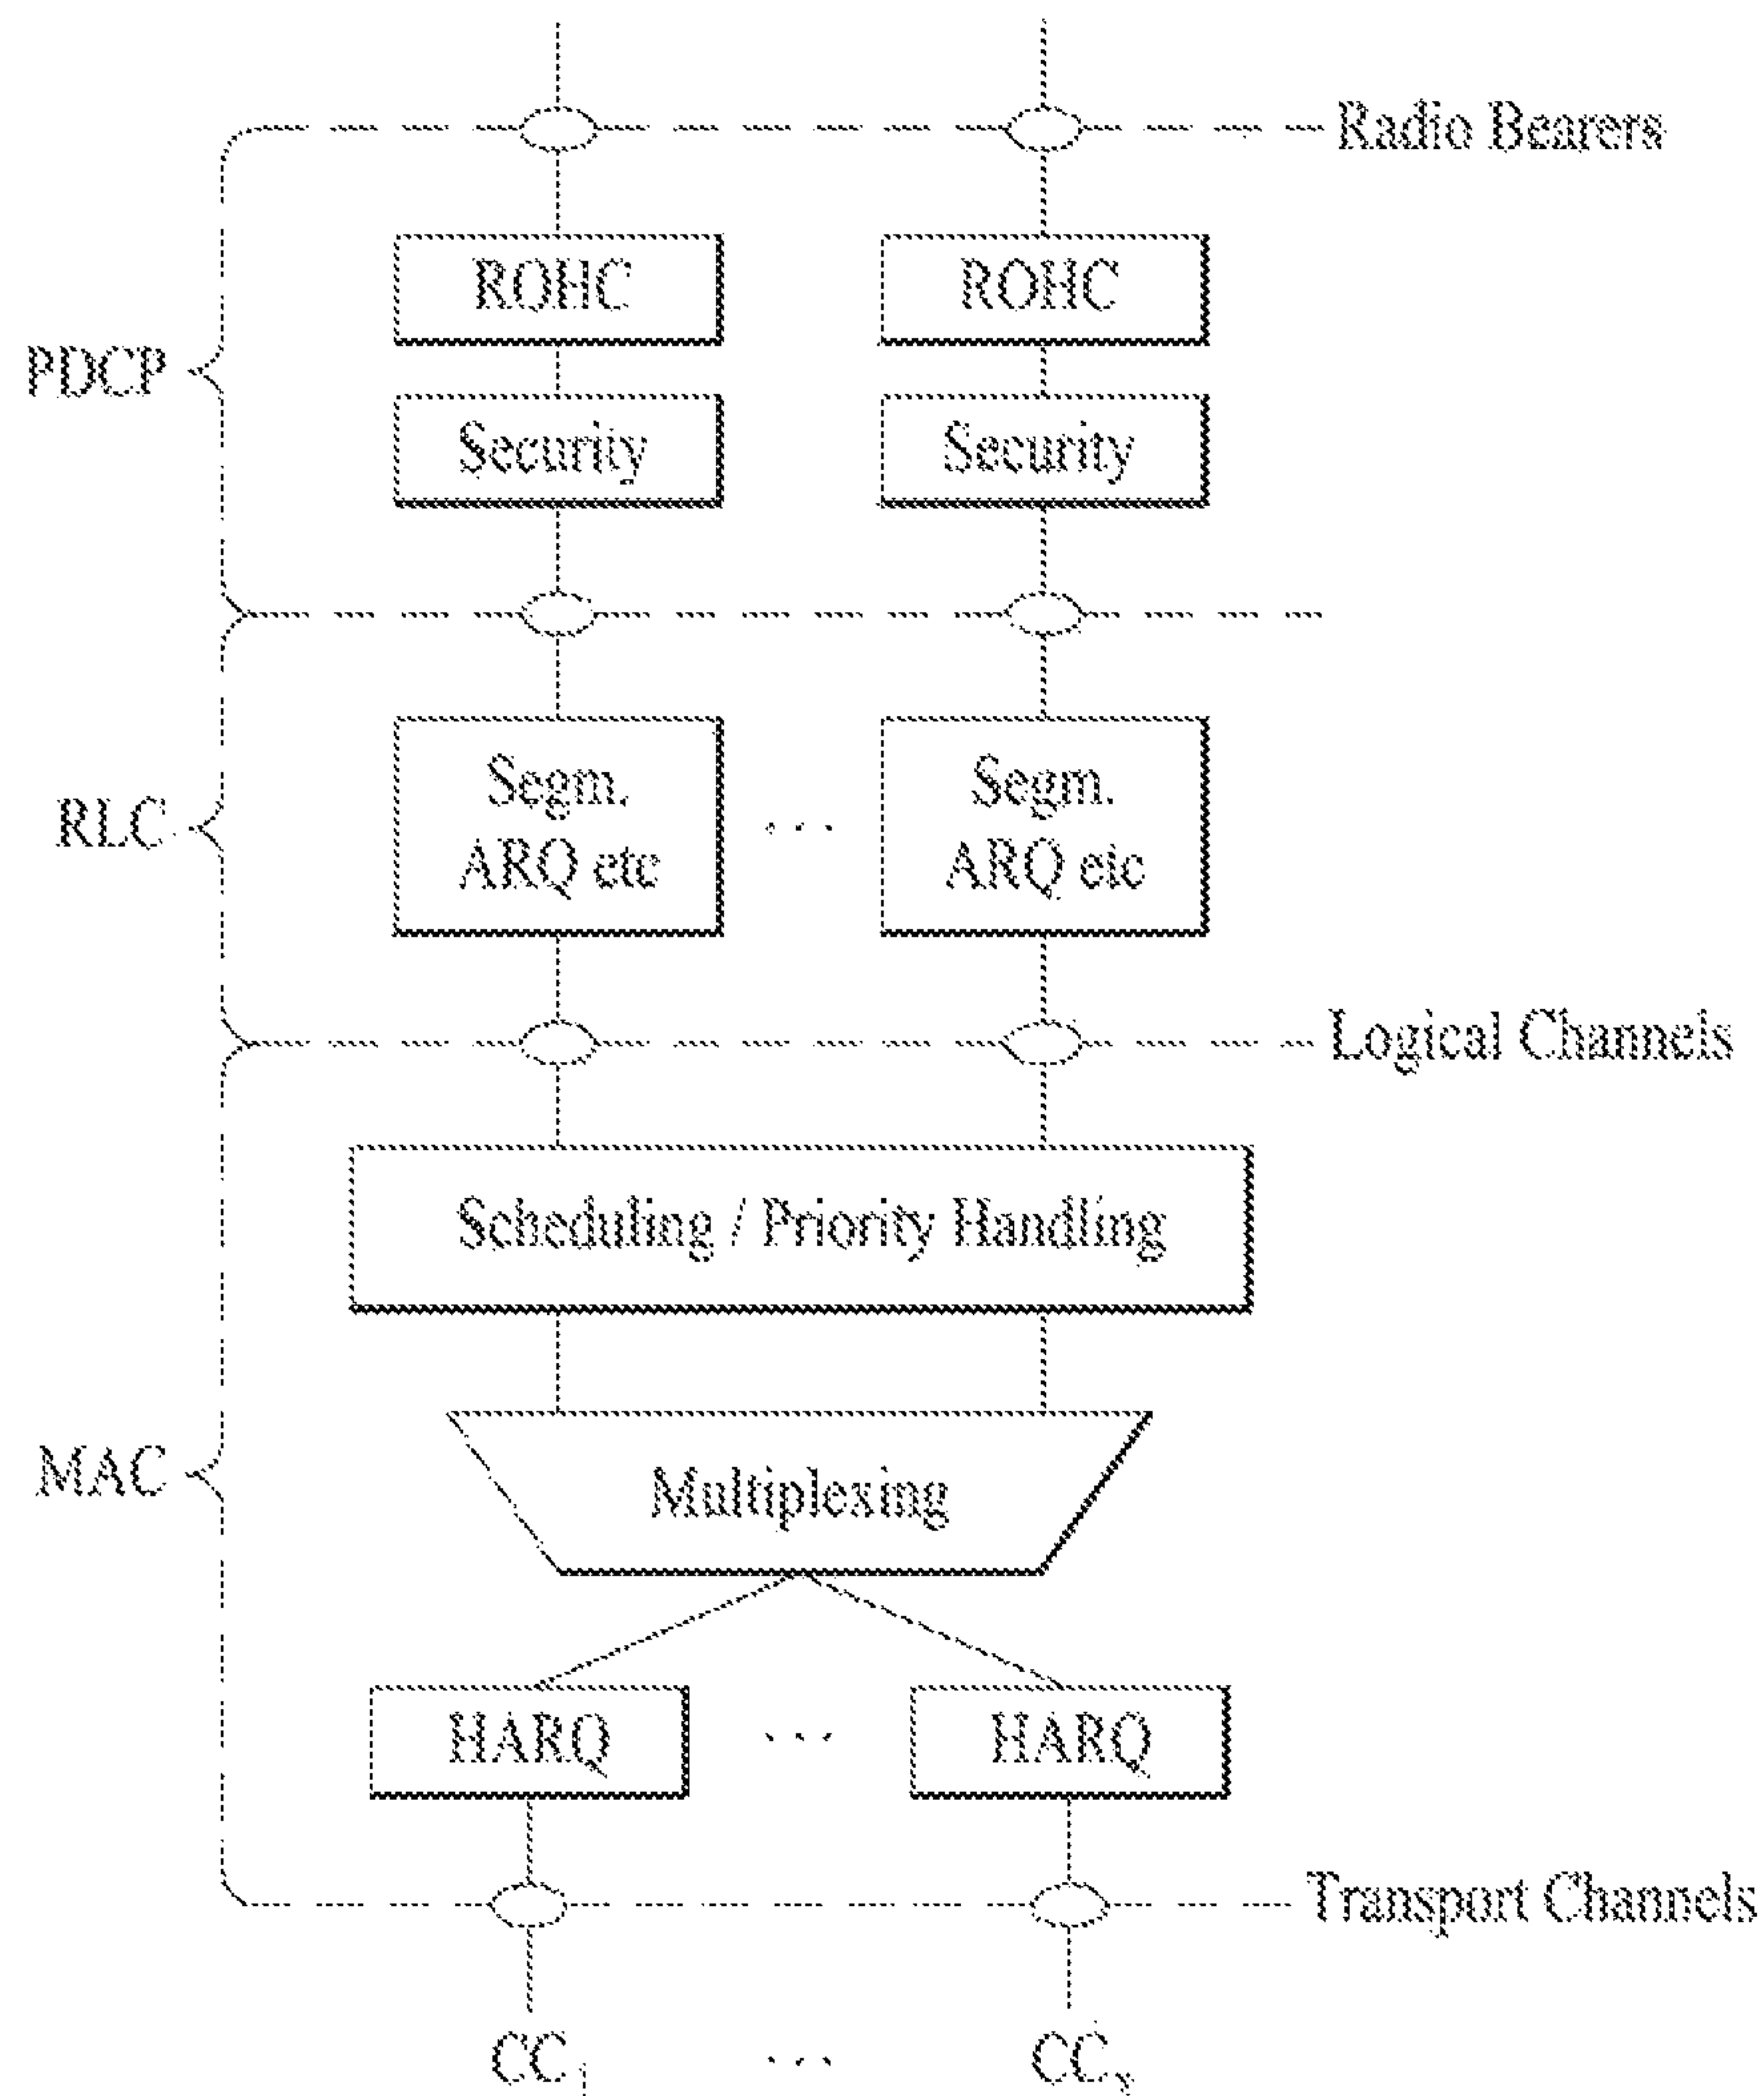 Radio Bearers
ROHC
ROHC
PDCP
Security
Security
Segm.
ARQ etc
Segm.
ARQ etc
RLC
...
Logical Channels
Scheduling / Priority Handling
MAC
Multiplexing
HARQ
...
HARQ
Transport Channels
CC
...
CC